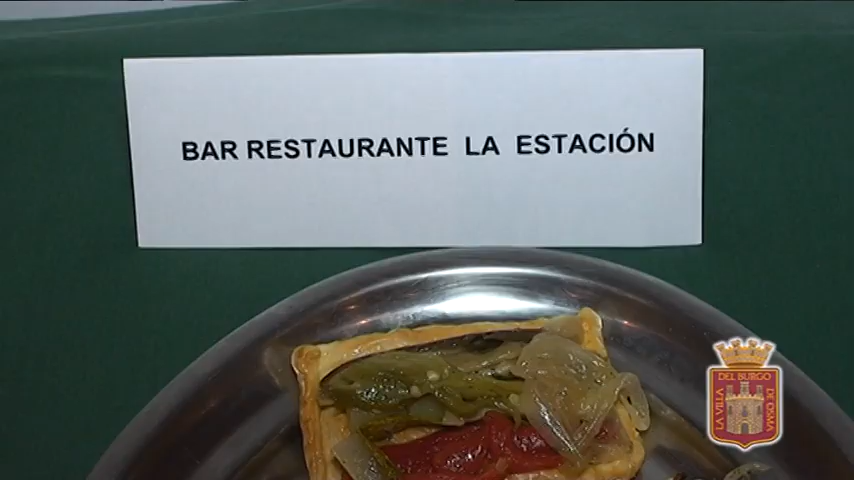 BAR RESTAURANTE LA ESTACIÓN
LA VILLA DEL BURGO DE OSMA